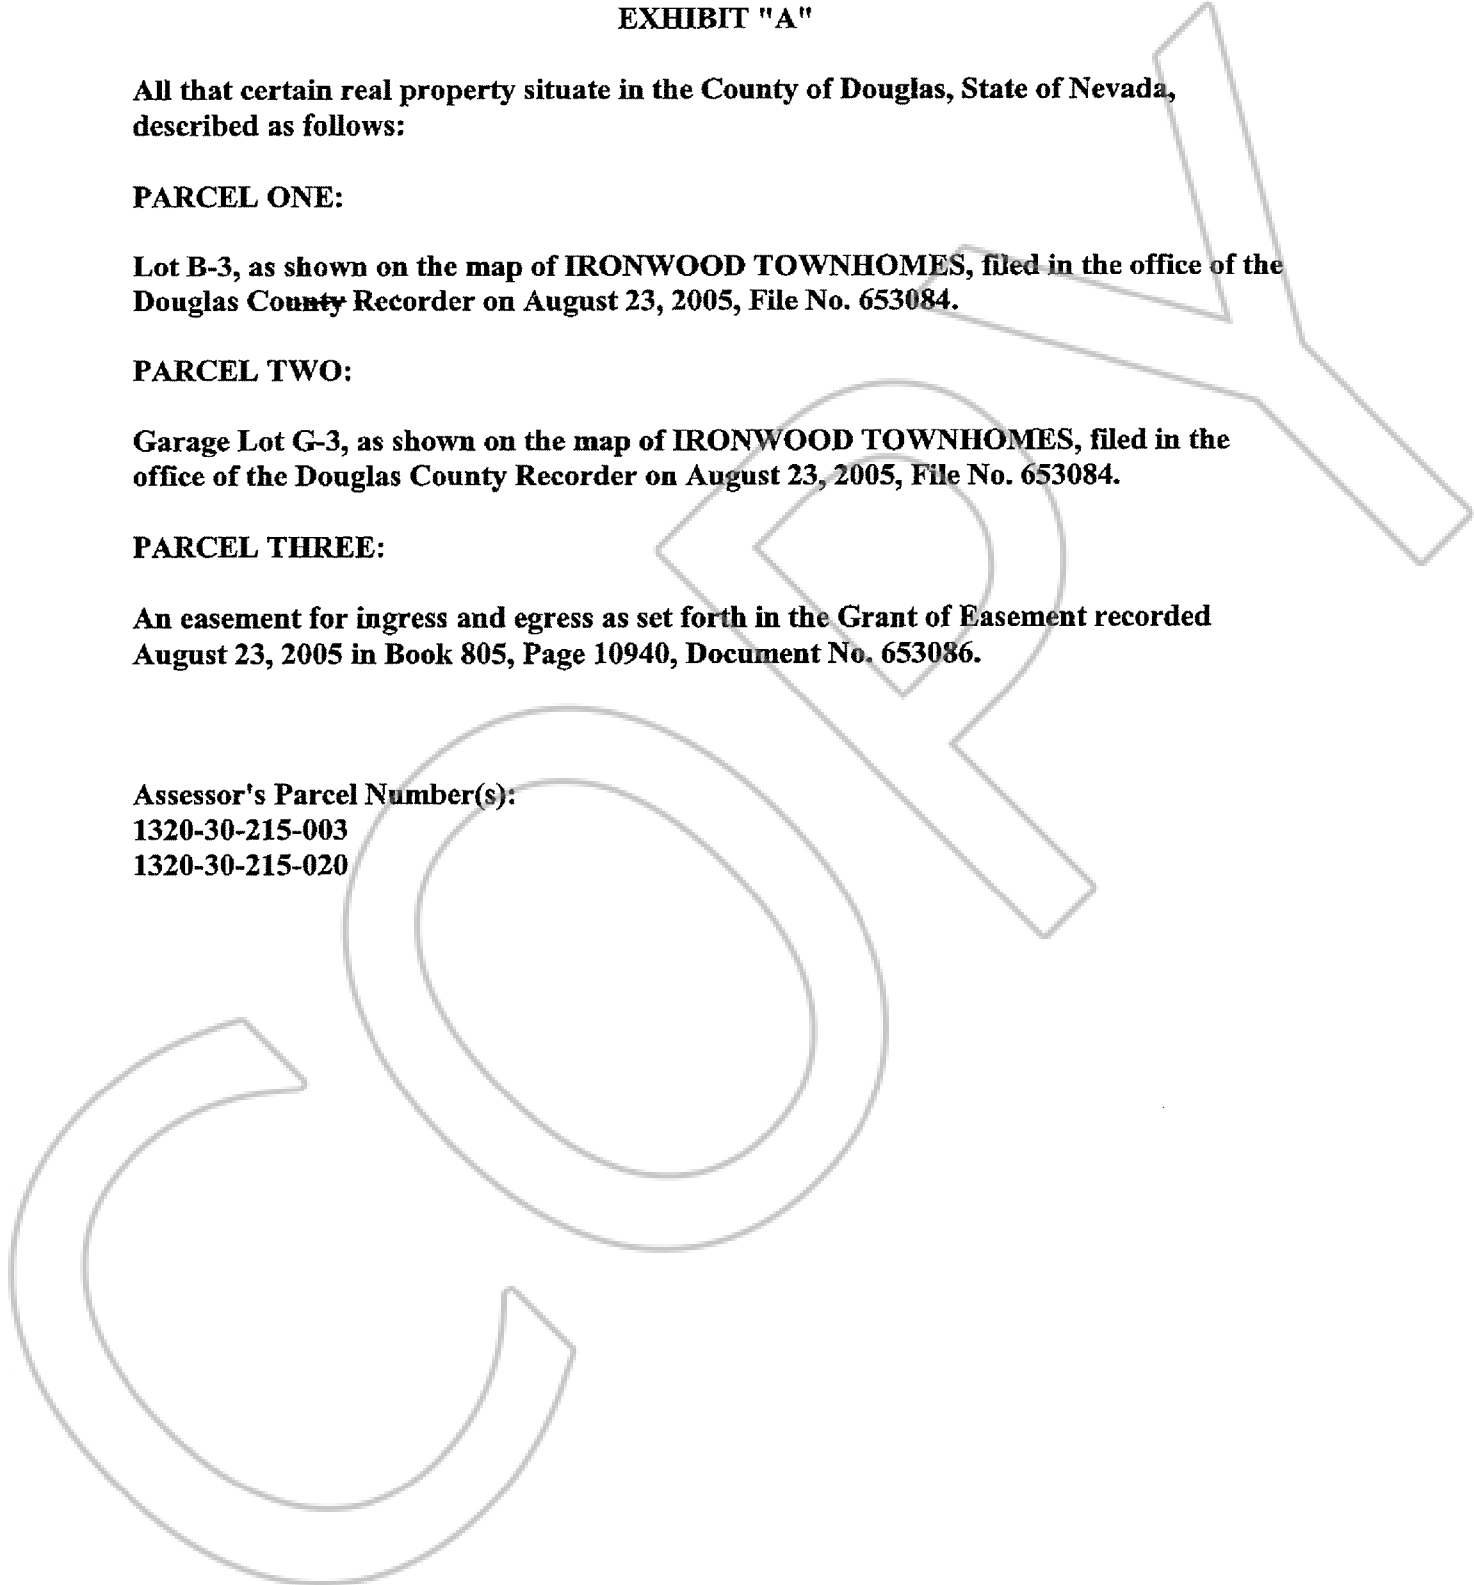 EXHIBIT "A"
All that certain real property situate in the County of Douglas, State of Nevada,
described as follows:
PARCEL ONE:
Lot B-3, as shown on the map of IRONWOOD TOWNHOMES, filed in the office of the
Douglas County Recorder on August 23, 2005, File No. 653084.
PARCEL TWO:
Garage Lot G-3, as shown on the map of IRONWOOD TOWNHOMES, filed in the
office of the Douglas County Recorder on August 23, 2005, File No. 653084.
PARCEL THREE:
An easement for ingress and egress as set forth in the Grant of Easement recorded
August 23, 2005 in Book 805, Page 10940, Document No. 653086.
Assessor's Parcel Number(s):
1320-30-215-003
1320-30-215-020
COPY